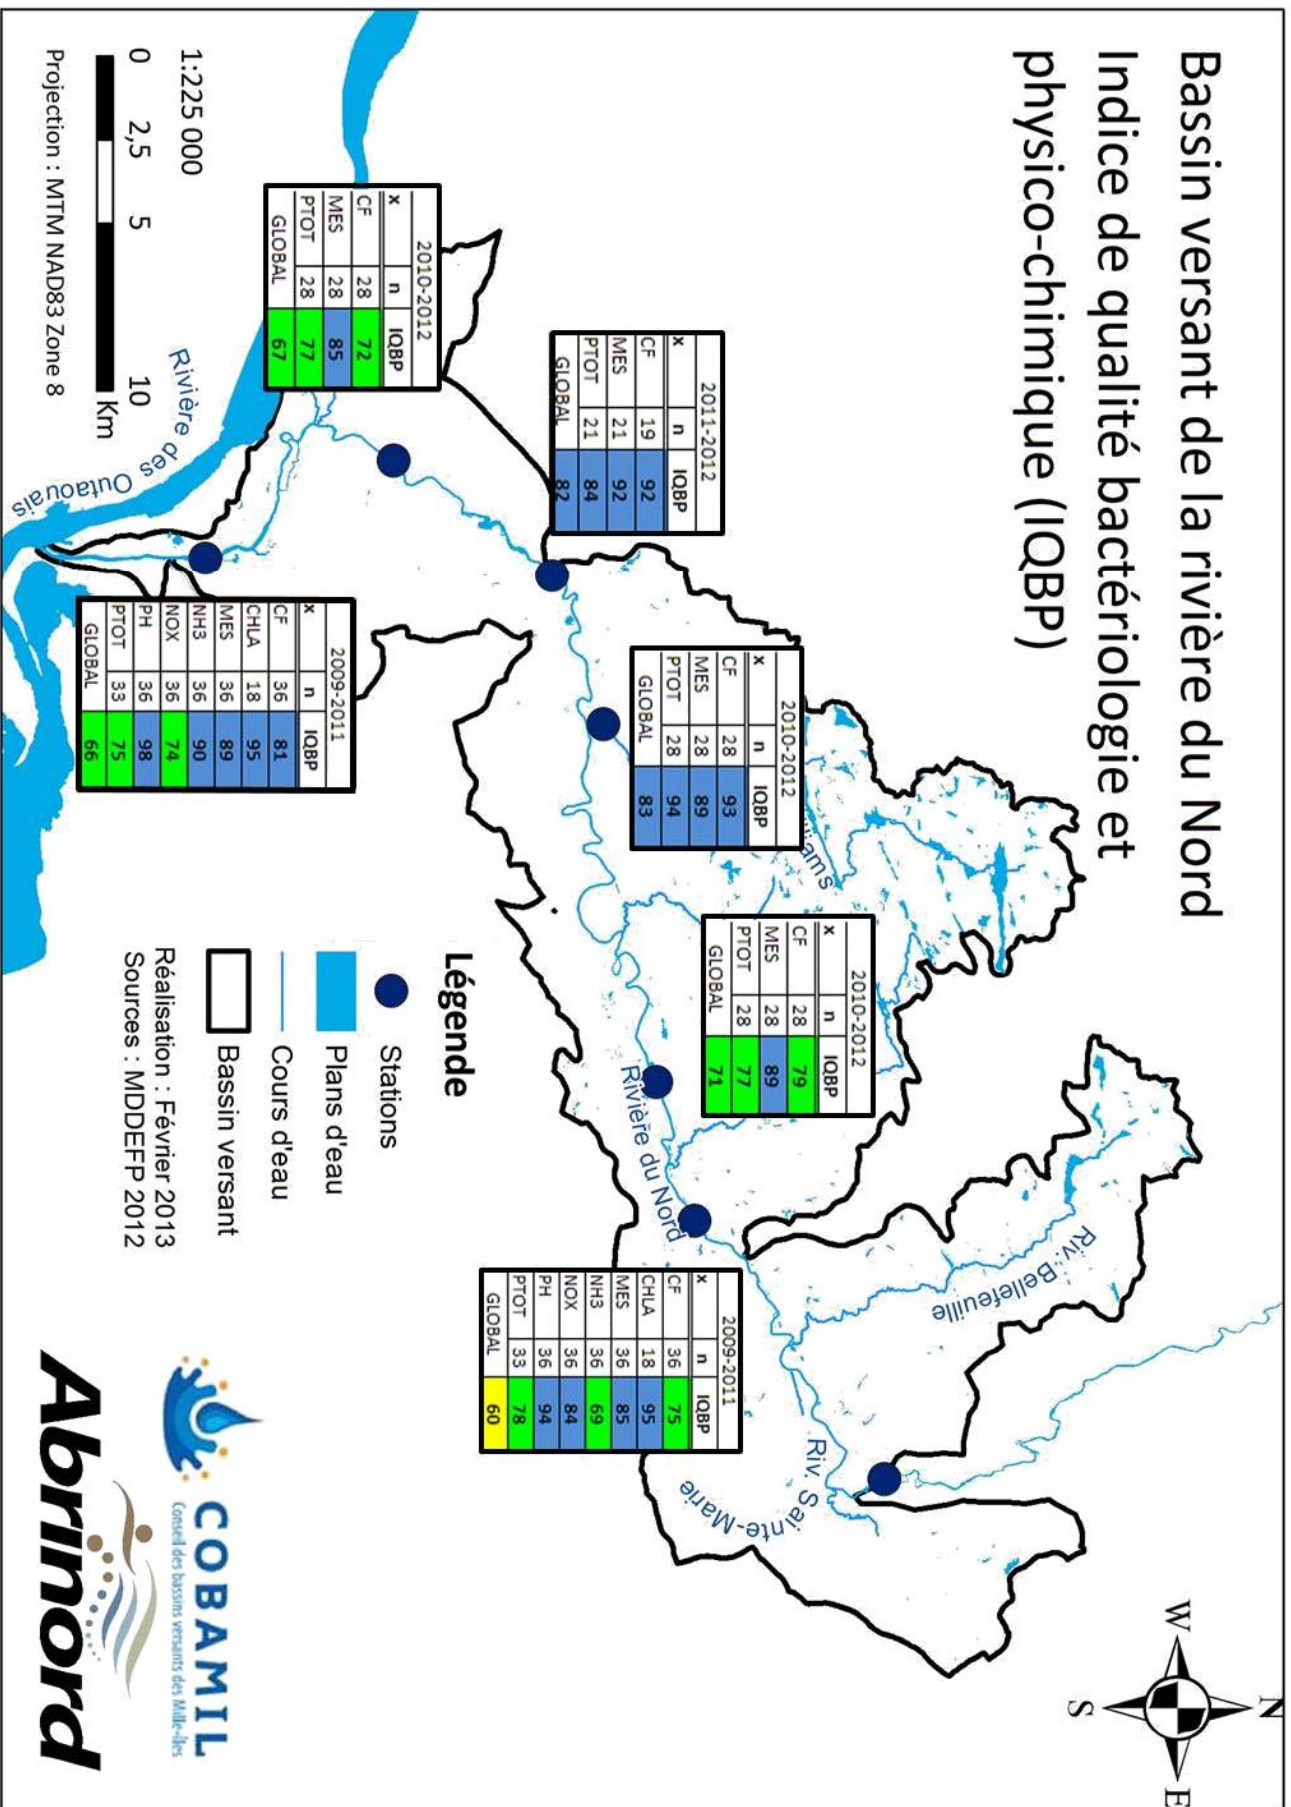 Bassin versant de la rivière du Nord
Indice de qualité bactériologie et
physico-chimique (IQBP)
N
W
E
S
Riv. Bellefeuille
Riv. Sainte-Marie
Rivière du Nord
lliams
Rivière des Outaouais
2010-2012
x n IQBP
CF 28 79
MES 28 89
PTOT 28 77
GLOBAL 71
2010-2012
x n IQBP
CF 28 93
MES 28 89
PTOT 28 94
GLOBAL 83
2009-2011
x n IQBP
CF 36 75
CHLA 18 95
MES 36 85
NH3 36 69
NOX 36 84
PH 36 94
PTOT 33 78
GLOBAL 60
2011-2012
x n IQBP
CF 19 92
MES 21 92
PTOT 21 84
GLOBAL 82
2010-2012
x n IQBP
CF 28 72
MES 28 85
PTOT 28 77
GLOBAL 67
2009-2011
x n IQBP
CF 36 81
CHLA 18 95
MES 36 89
NH3 36 90
NOX 36 74
PH 36 98
PTOT 33 75
GLOBAL 66
Légende
Stations
Plans d'eau
Cours d'eau
Bassin versant
Réalisation : Février 2013
Sources : MDDEFP 2012
1:225 000
0 2,5 5 10
Km
Projection : MTM NAD83 Zone 8
COBAMIL
Conseil des bassins versants des Mille-Îles
Abrinord